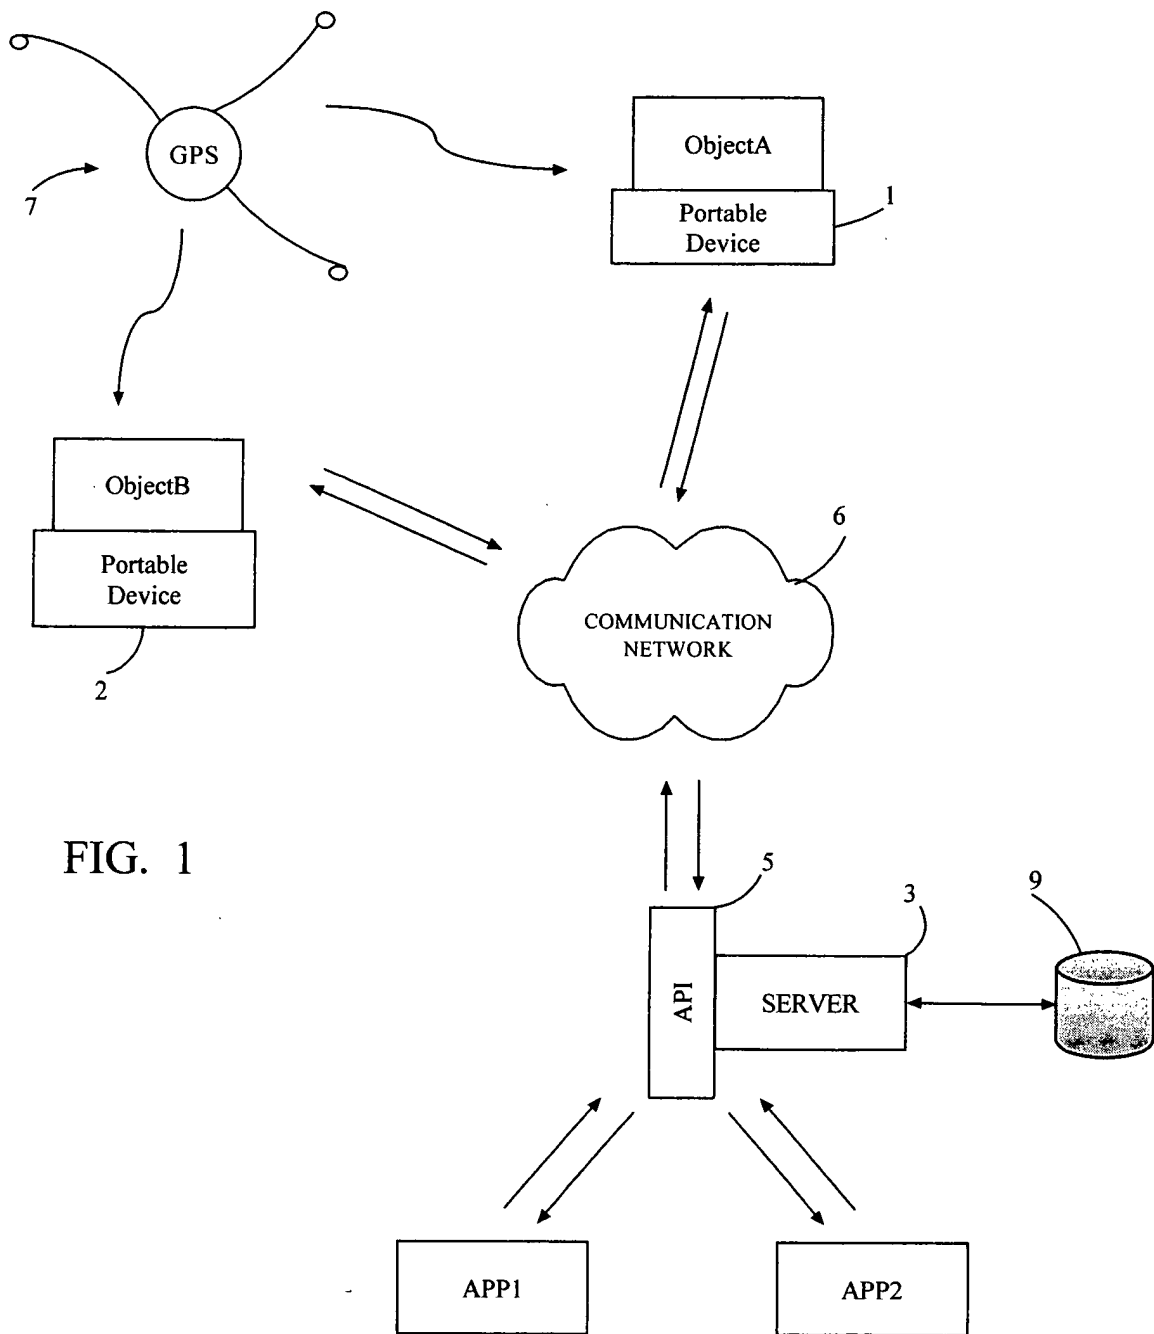 GPS
7
ObjectA
Portable
Device
1
ObjectB
Portable
Device
2
6
COMMUNICATION
NETWORK
FIG. 1
5
3
9
API
SERVER
APP1
APP2